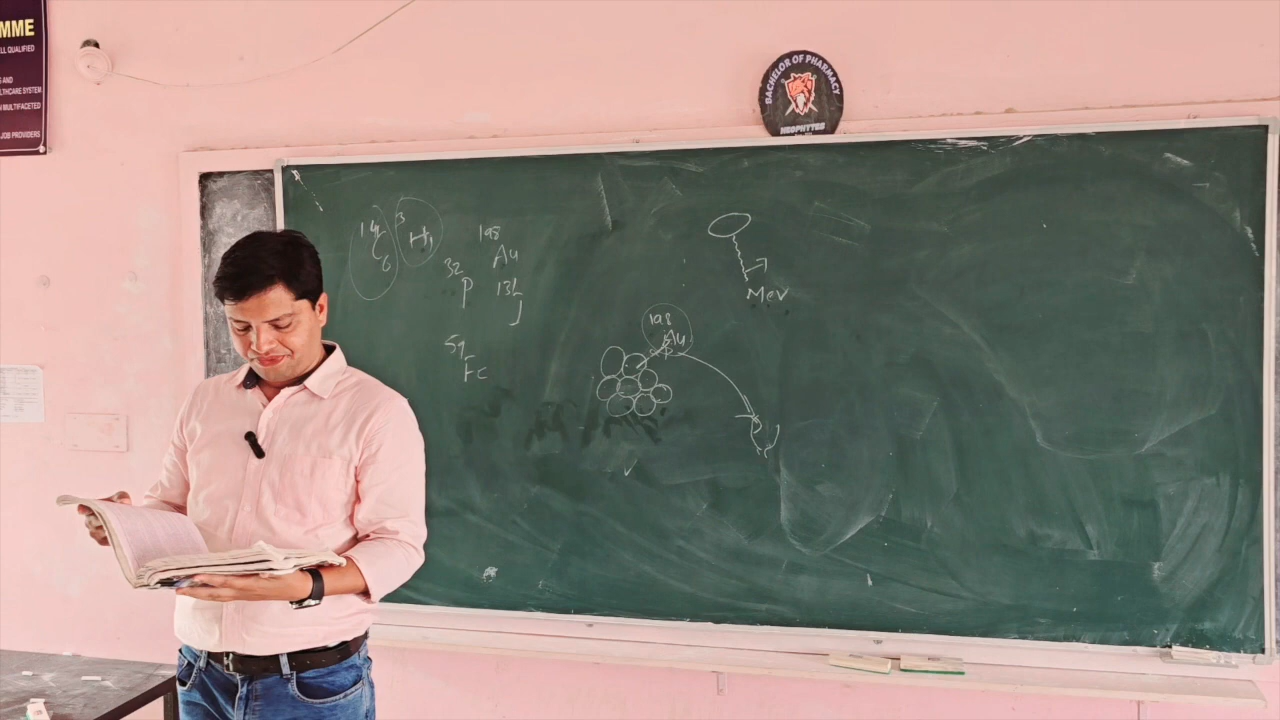 MME
LL QUALIFIED
S AND
LTHCARE SYSTEM
N MULTIFACETED
JOB PROVIDERS
BACHELOR OF PHARMACY
NEOPHYTES
14
C
6
3
H
1
198
Au
32
P
131
I
59
Fe
MeV
198
Au